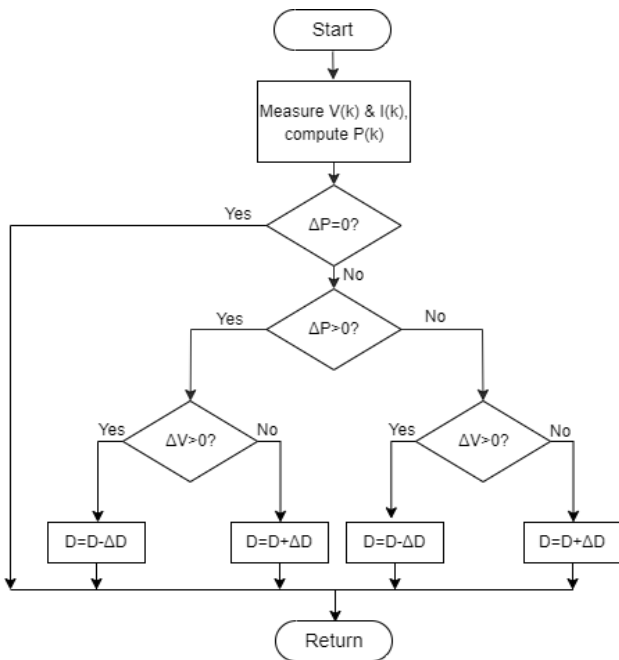 Start
Measure V(k) & I(k),
compute P(k)
Yes
ΔP=0?
No
Yes
ΔP>0?
No
Yes
ΔV>0?
No
Yes
ΔV>0?
No
D=D-ΔD
D=D+ΔD
D=D-ΔD
D=D+ΔD
Return